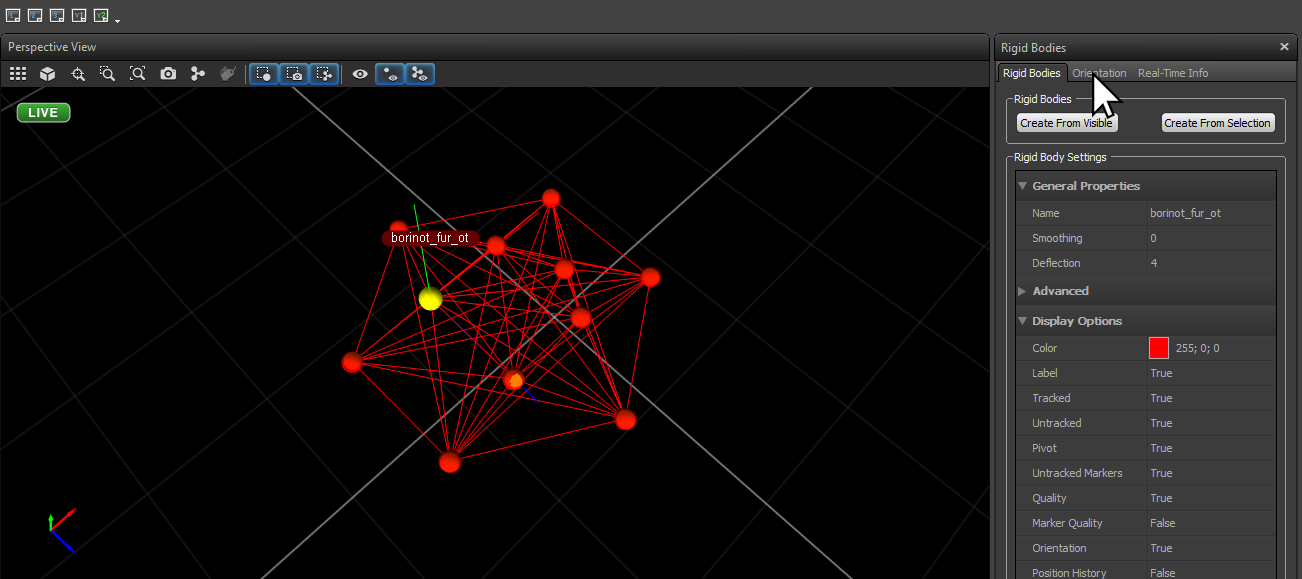 Perspective View
LIVE
borinot_fur_ot
Rigid Bodies
Rigid Bodies Orientation Real-Time Info
Rigid Bodies
Create From Visible Create From Selection
Rigid Body Settings
General Properties
Name borinot_fur_ot
Smoothing 0
Deflection 4
Advanced
Display Options
Color 255; 0; 0
Label True
Tracked True
Untracked True
Pivot True
Untracked Markers True
Quality True
Marker Quality False
Orientation True
Position History False